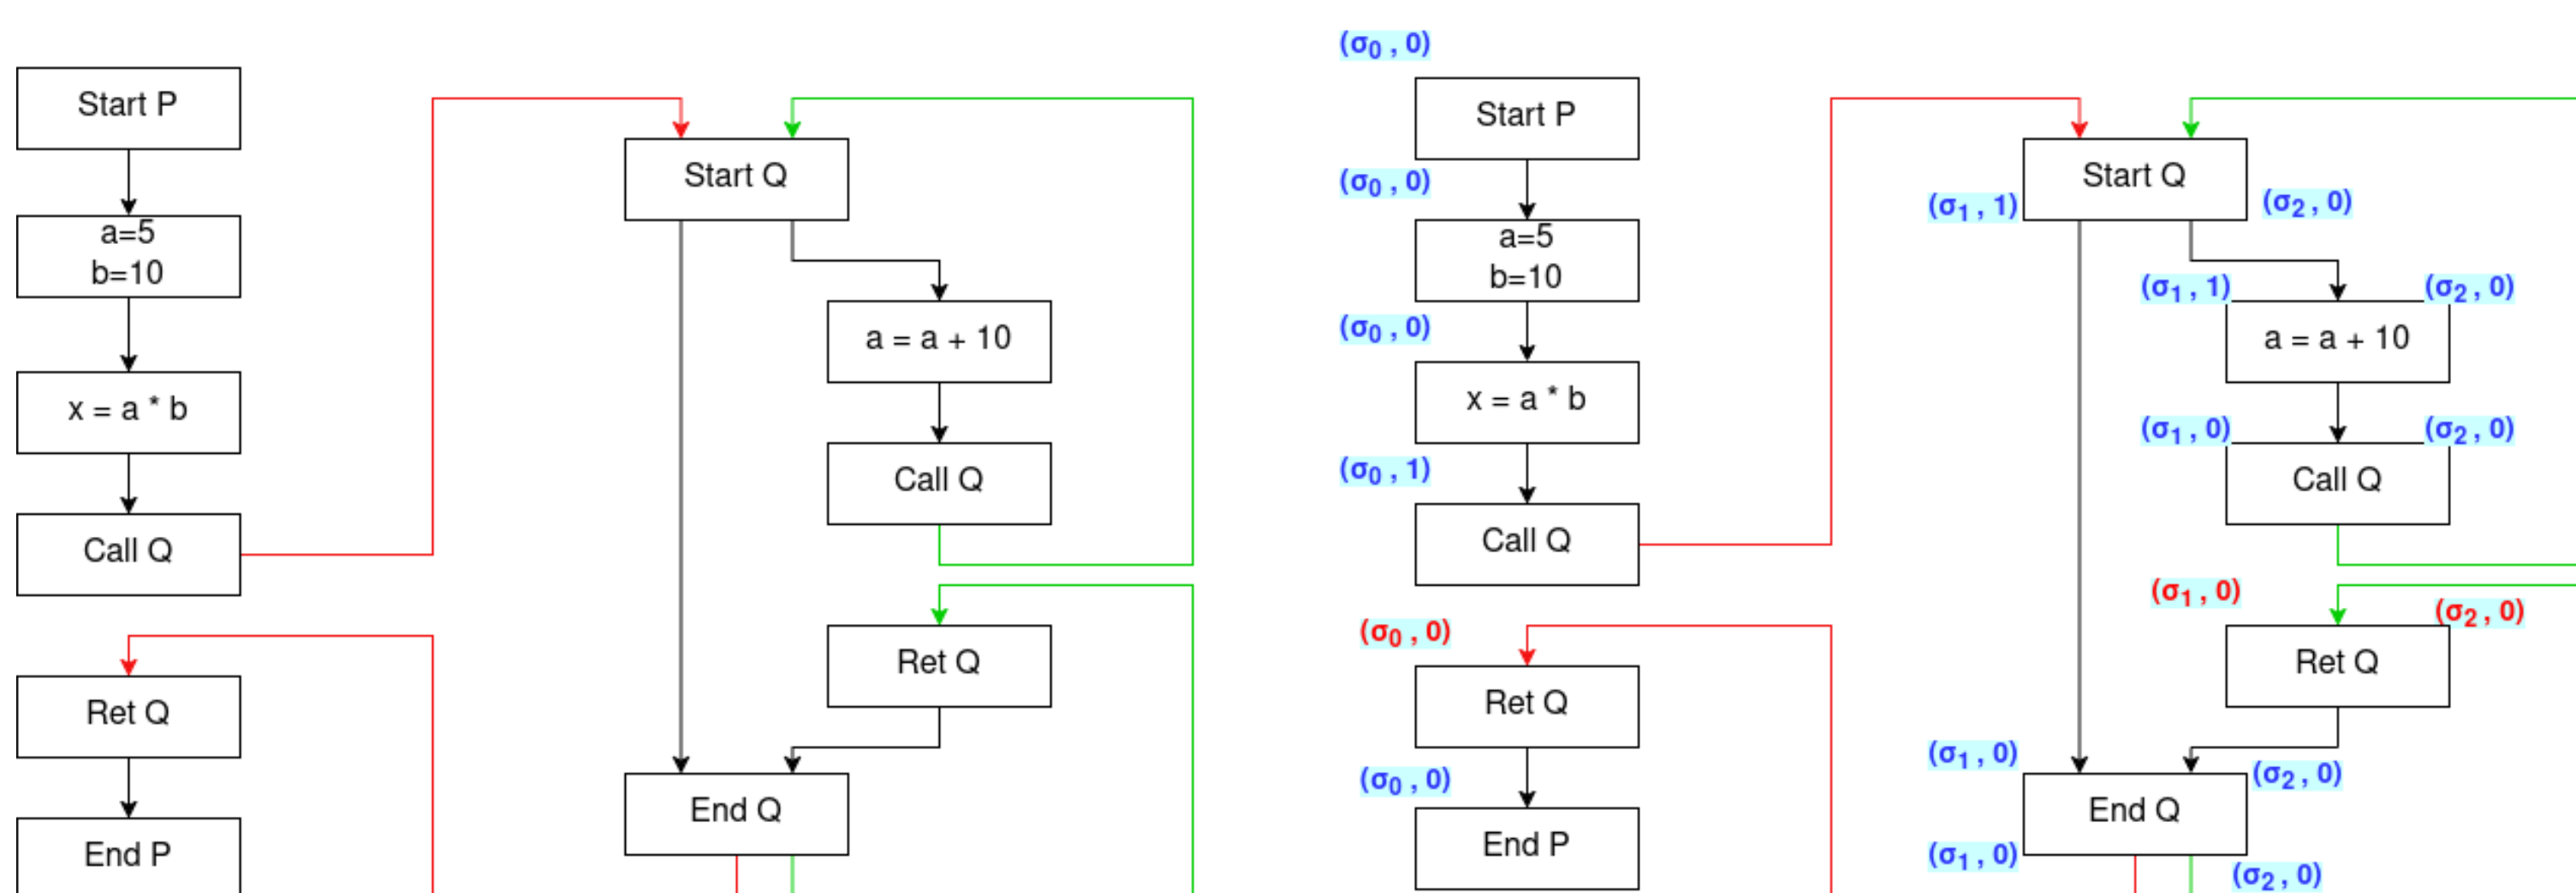 Start P
a=5
b=10
x = a * b
Call Q
Ret Q
End P
Start Q
a = a + 10
Call Q
Ret Q
End Q
(σ₀ , 0)
Start P
(σ₀ , 0)
a=5
b=10
(σ₀ , 0)
x = a * b
(σ₀ , 1)
Call Q
(σ₀ , 0)
Ret Q
(σ₀ , 0)
End P
Start Q
(σ₁ , 1)
(σ₂ , 0)
(σ₁ , 1)
(σ₂ , 0)
a = a + 10
(σ₁ , 0)
(σ₂ , 0)
Call Q
(σ₁ , 0)
(σ₂ , 0)
Ret Q
(σ₁ , 0)
(σ₂ , 0)
End Q
(σ₁ , 0)
(σ₂ , 0)